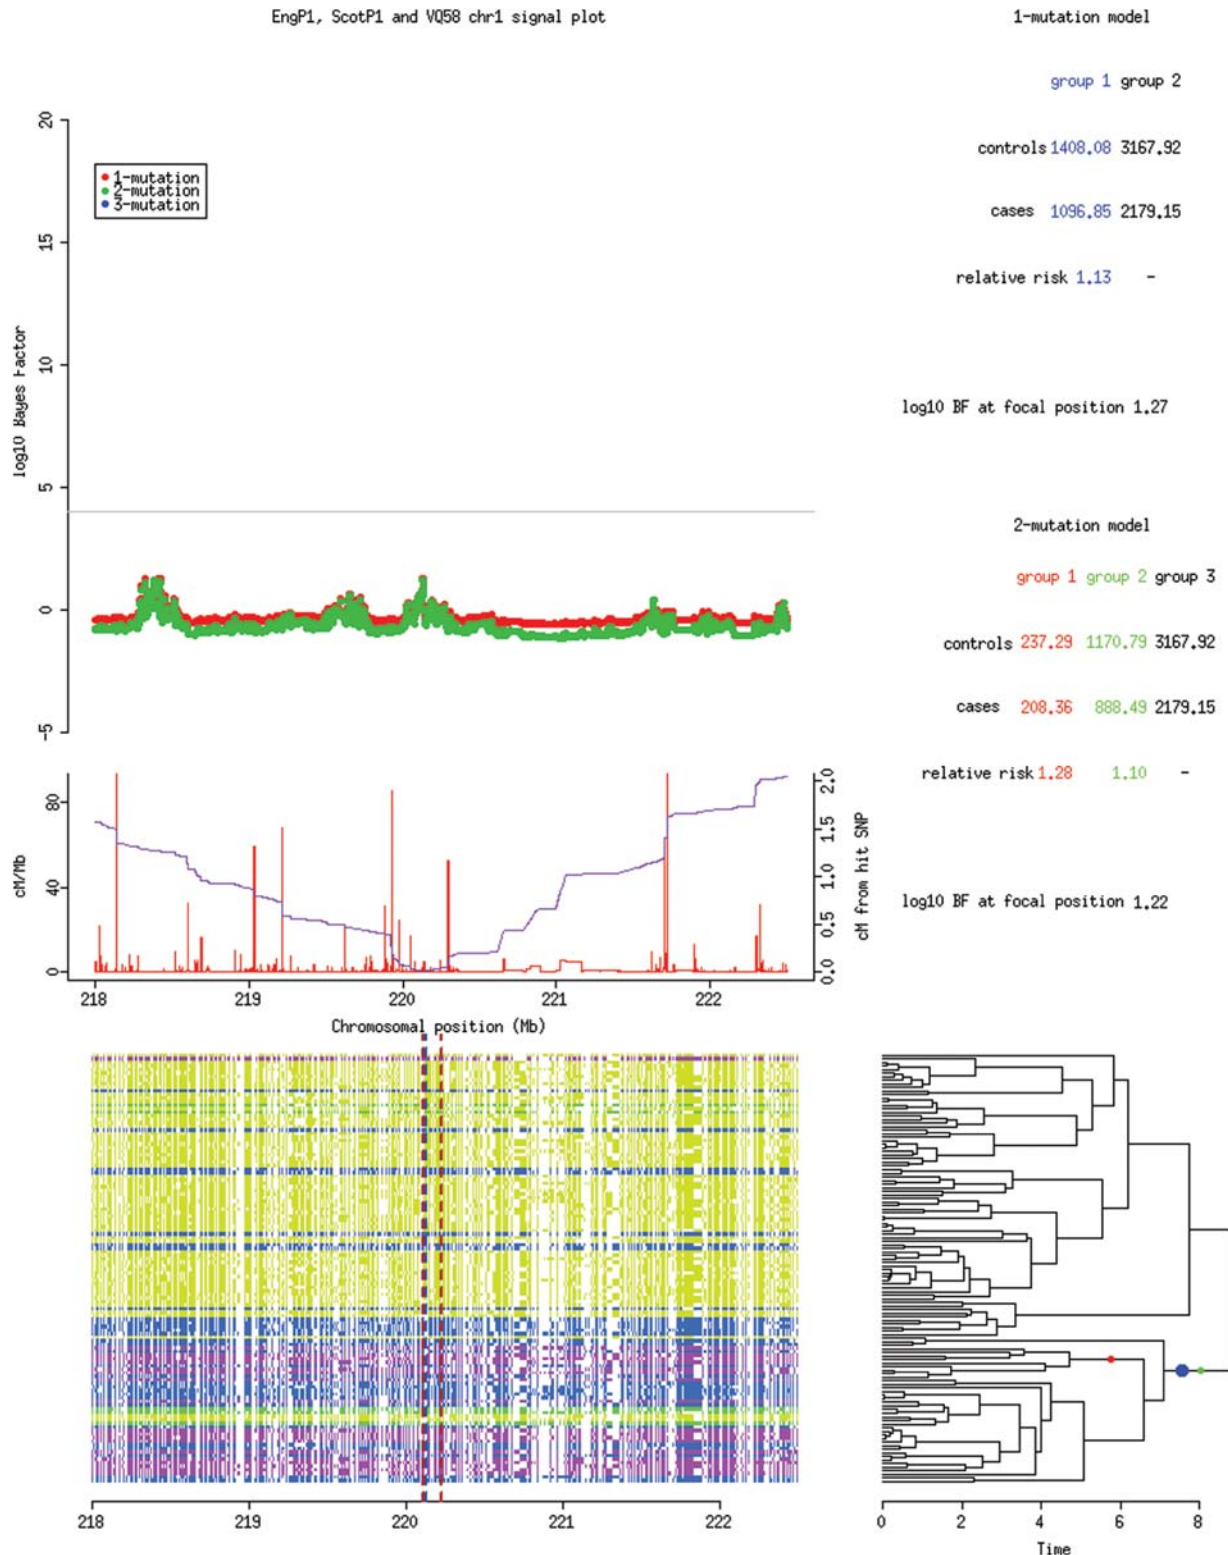 EngP1, ScotP1 and VQ58 chr1 signal plot
1-mutation model
group 1 group 2
controls 1408.08 3167.92
cases 1096.85 2179.15
relative risk 1.13 -
log10 BF at focal position 1.27
2-mutation model
group 1 group 2 group 3
controls 237.29 1170.79 3167.92
cases 208.36 888.49 2179.15
relative risk 1.28 1.10 -
log10 BF at focal position 1.22
log10 Bayes Factor
20
15
10
5
0
-5
1-mutation
2-mutation
3-mutation
cM/Mb
80
40
0
2.0
1.5
1.0
0.5
0.0
cM from hit SNP
218 219 220 221 222
Chromosomal position (Mb)
218 219 220 221 222
0 2 4 6 8
Time